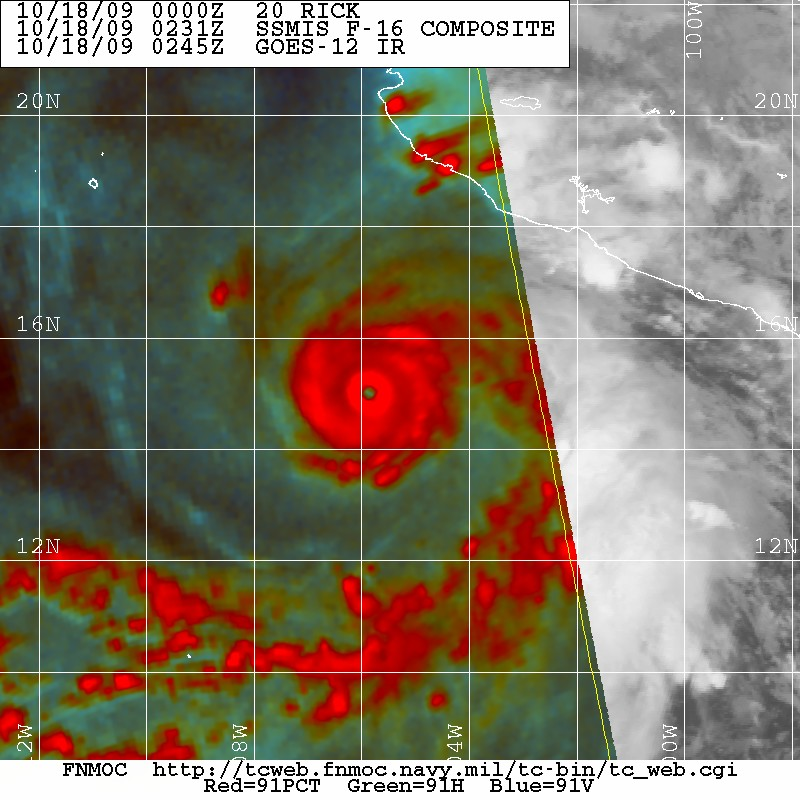 10/18/09 0000Z 20 RICK
10/18/09 0231Z SSMIS F-16 COMPOSITE
10/18/09 0245Z GOES-12 IR
100W
20N 20N
16N 16N
12N 12N
2W 08W 04W 00W
FNMOC http://tcweb.fnmoc.navy.mil/tc-bin/tc_web.cgi
Red=91PCT Green=91H Blue=91V